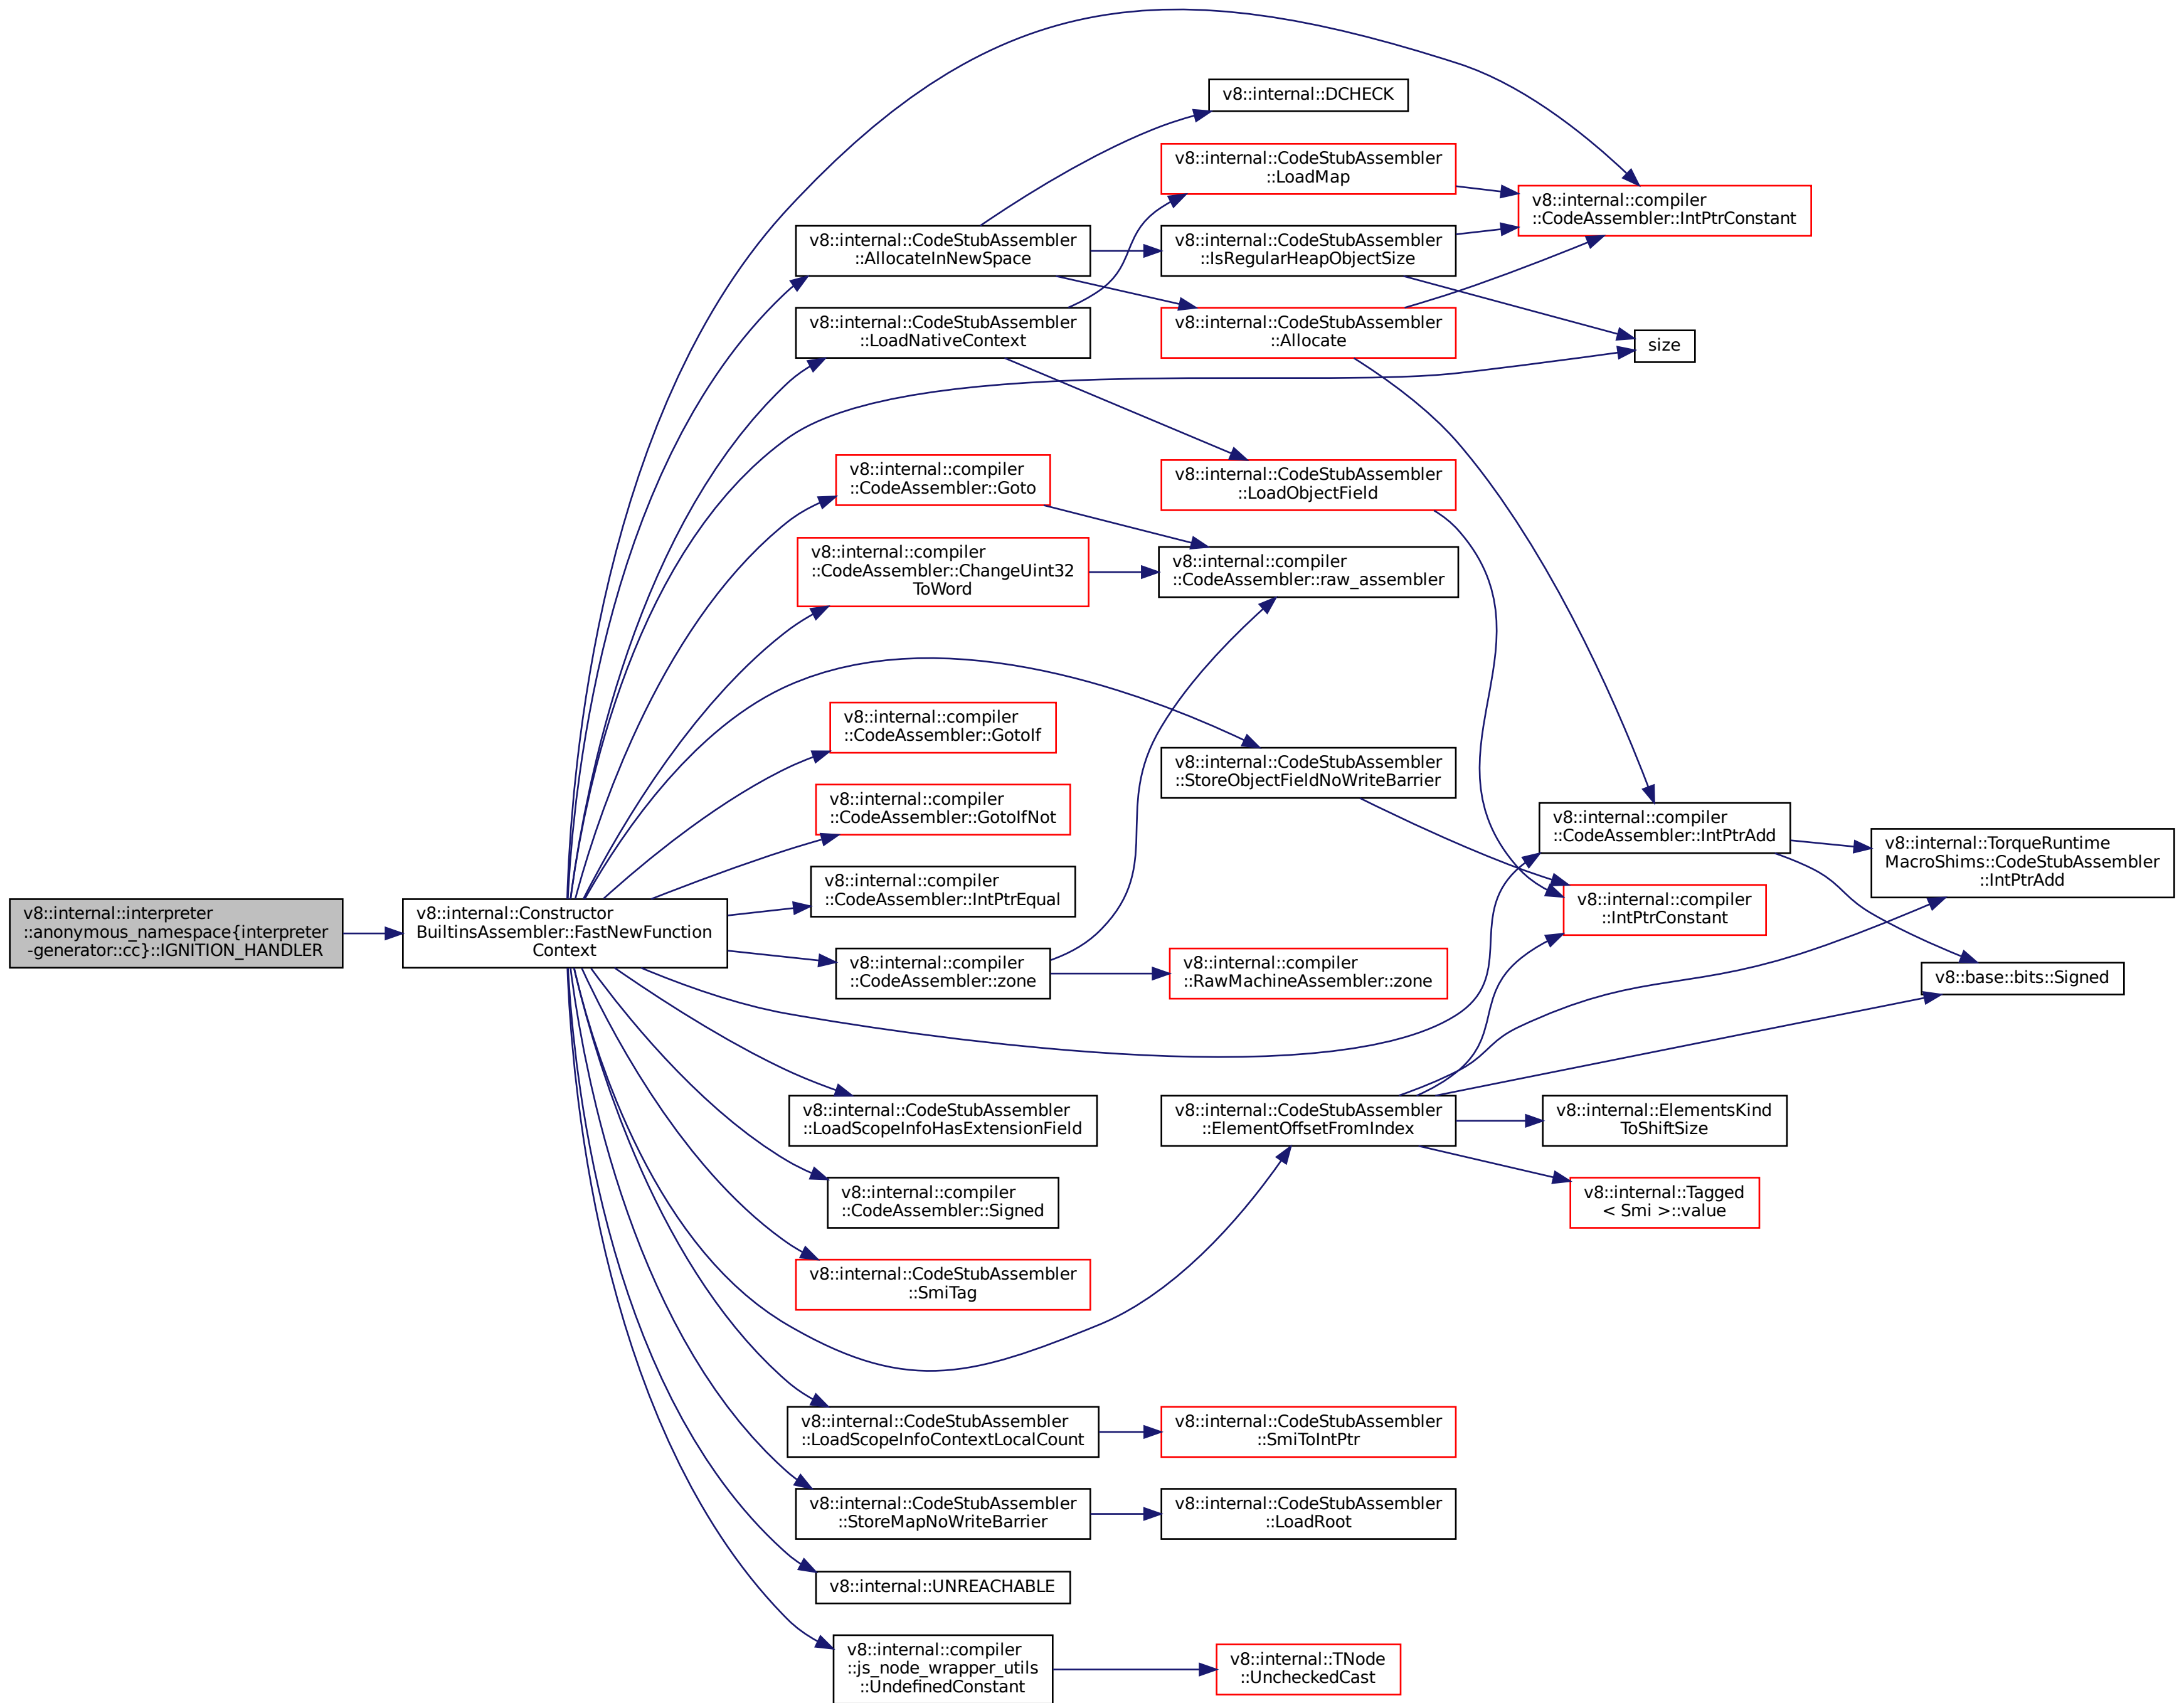 v8::internal::DCHECK
v8::internal::CodeStubAssembler
::LoadMap
v8::internal::compiler
::CodeAssembler::IntPtrConstant
v8::internal::CodeStubAssembler
::AllocateInNewSpace
v8::internal::CodeStubAssembler
::IsRegularHeapObjectSize
v8::internal::CodeStubAssembler
::LoadNativeContext
v8::internal::CodeStubAssembler
::Allocate
size
v8::internal::compiler
::CodeAssembler::Goto
v8::internal::CodeStubAssembler
::LoadObjectField
v8::internal::compiler
::CodeAssembler::ChangeUint32
ToWord
v8::internal::compiler
::CodeAssembler::raw_assembler
v8::internal::compiler
::CodeAssembler::GotoIf
v8::internal::CodeStubAssembler
::StoreObjectFieldNoWriteBarrier
v8::internal::compiler
::CodeAssembler::GotoIfNot
v8::internal::compiler
::CodeAssembler::IntPtrAdd
v8::internal::TorqueRuntime
MacroShims::CodeStubAssembler
::IntPtrAdd
v8::internal::compiler
::CodeAssembler::IntPtrEqual
v8::internal::compiler
::IntPtrConstant
v8::internal::interpreter
::anonymous_namespace{interpreter
-generator::cc}::IGNITION_HANDLER
v8::internal::Constructor
BuiltinsAssembler::FastNewFunction
Context
v8::internal::compiler
::CodeAssembler::zone
v8::internal::compiler
::RawMachineAssembler::zone
v8::base::bits::Signed
v8::internal::CodeStubAssembler
::LoadScopeInfoHasExtensionField
v8::internal::CodeStubAssembler
::ElementOffsetFromIndex
v8::internal::ElementsKind
ToShiftSize
v8::internal::compiler
::CodeAssembler::Signed
v8::internal::Tagged
< Smi >::value
v8::internal::CodeStubAssembler
::SmiTag
v8::internal::CodeStubAssembler
::LoadScopeInfoContextLocalCount
v8::internal::CodeStubAssembler
::SmiToIntPtr
v8::internal::CodeStubAssembler
::StoreMapNoWriteBarrier
v8::internal::CodeStubAssembler
::LoadRoot
v8::internal::UNREACHABLE
v8::internal::compiler
::js_node_wrapper_utils
::UndefinedConstant
v8::internal::TNode
::UncheckedCast